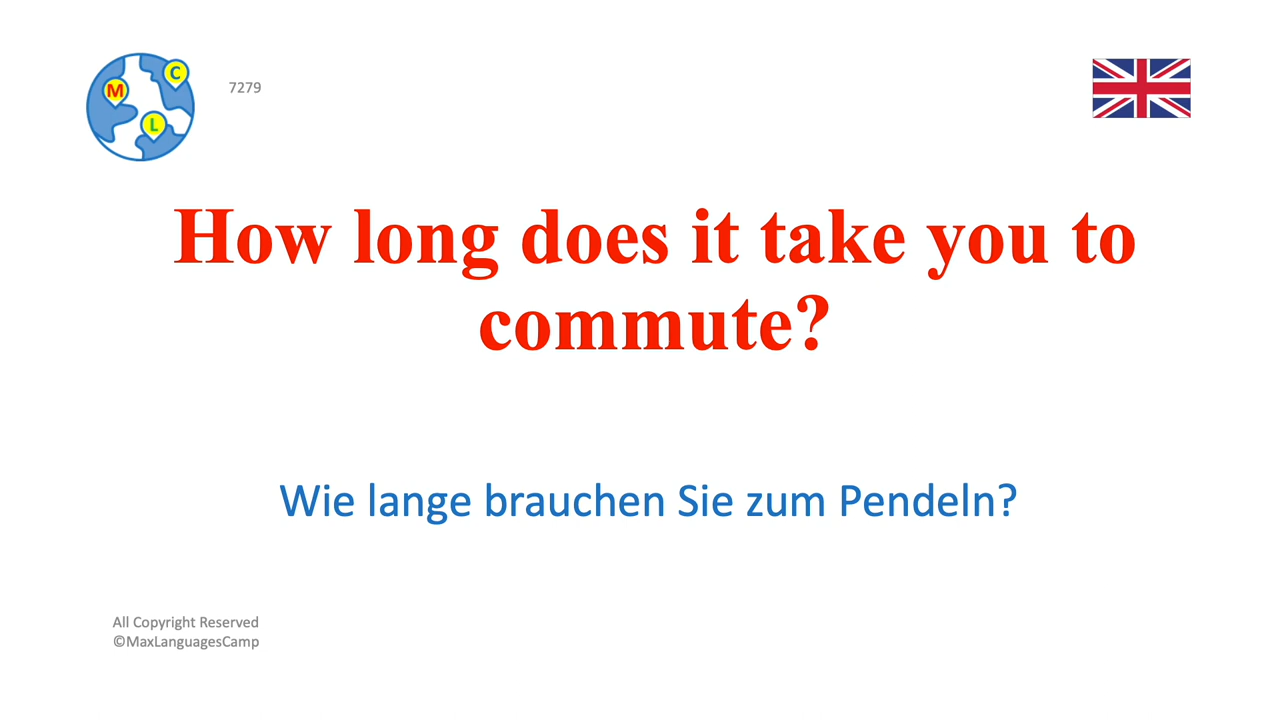 M
C
L
7279
How long does it take you to
commute?
Wie lange brauchen Sie zum Pendeln?
All Copyright Reserved
©MaxLanguagesCamp